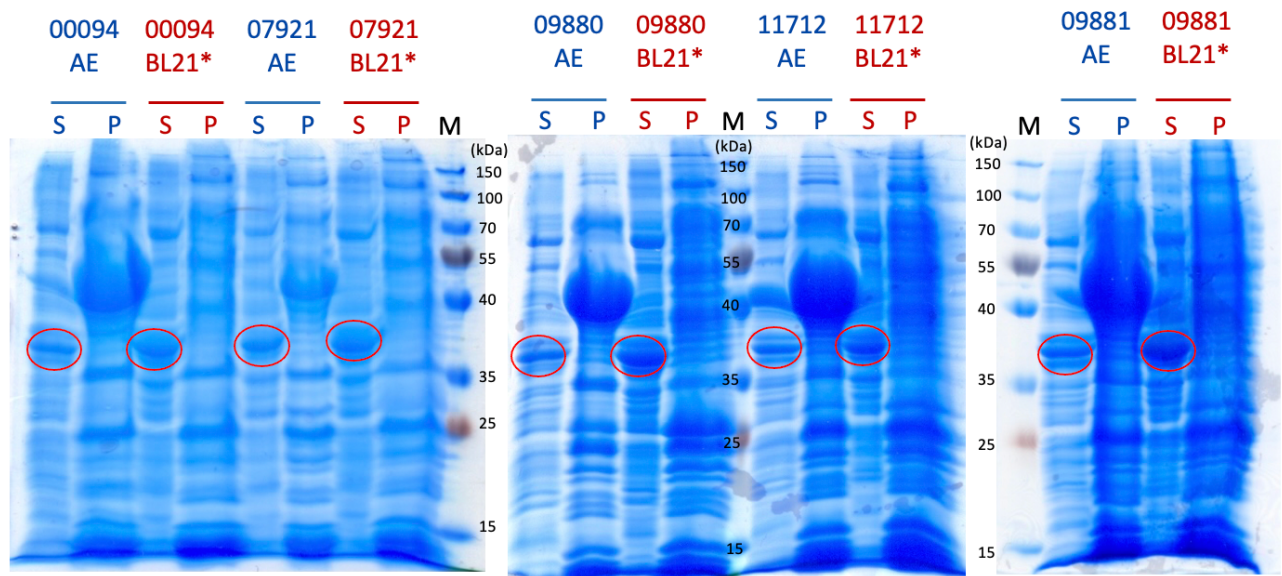 00094 00094 07921 07921
AE BL21* AE BL21*
S P S P S P S P M
(kDa)
150
100
70
55
40
35
25
15
09880 09880 11712 11712
AE BL21* AE BL21*
S P S P M S P S P
(kDa)
150
100
70
55
40
35
25
15
09881 09881
AE BL21*
M S P S P
(kDa)
150
100
70
55
40
35
25
15